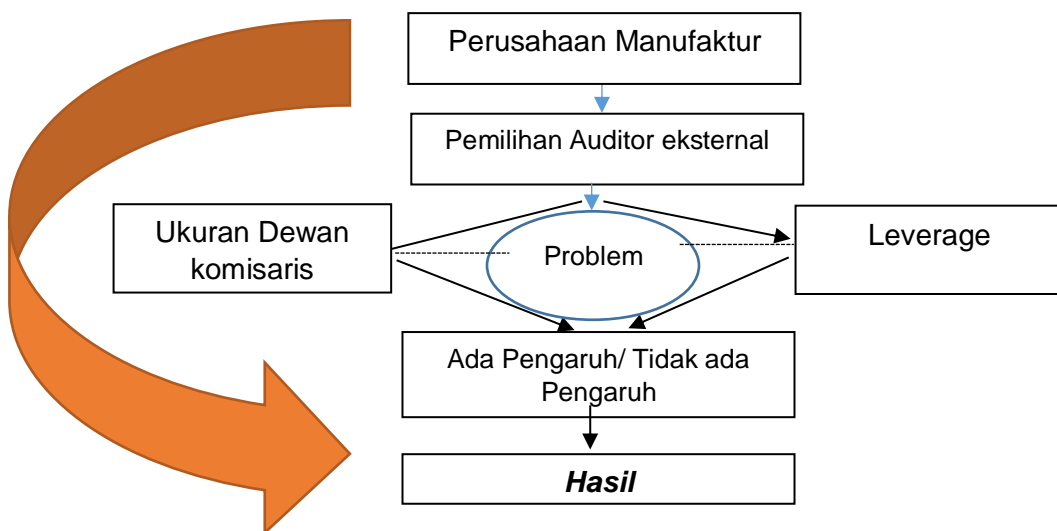 Perusahaan Manufaktur
Pemilihan Auditor eksternal
Ukuran Dewan
komisaris
Problem
Leverage
Ada Pengaruh/ Tidak ada
Pengaruh
Hasil